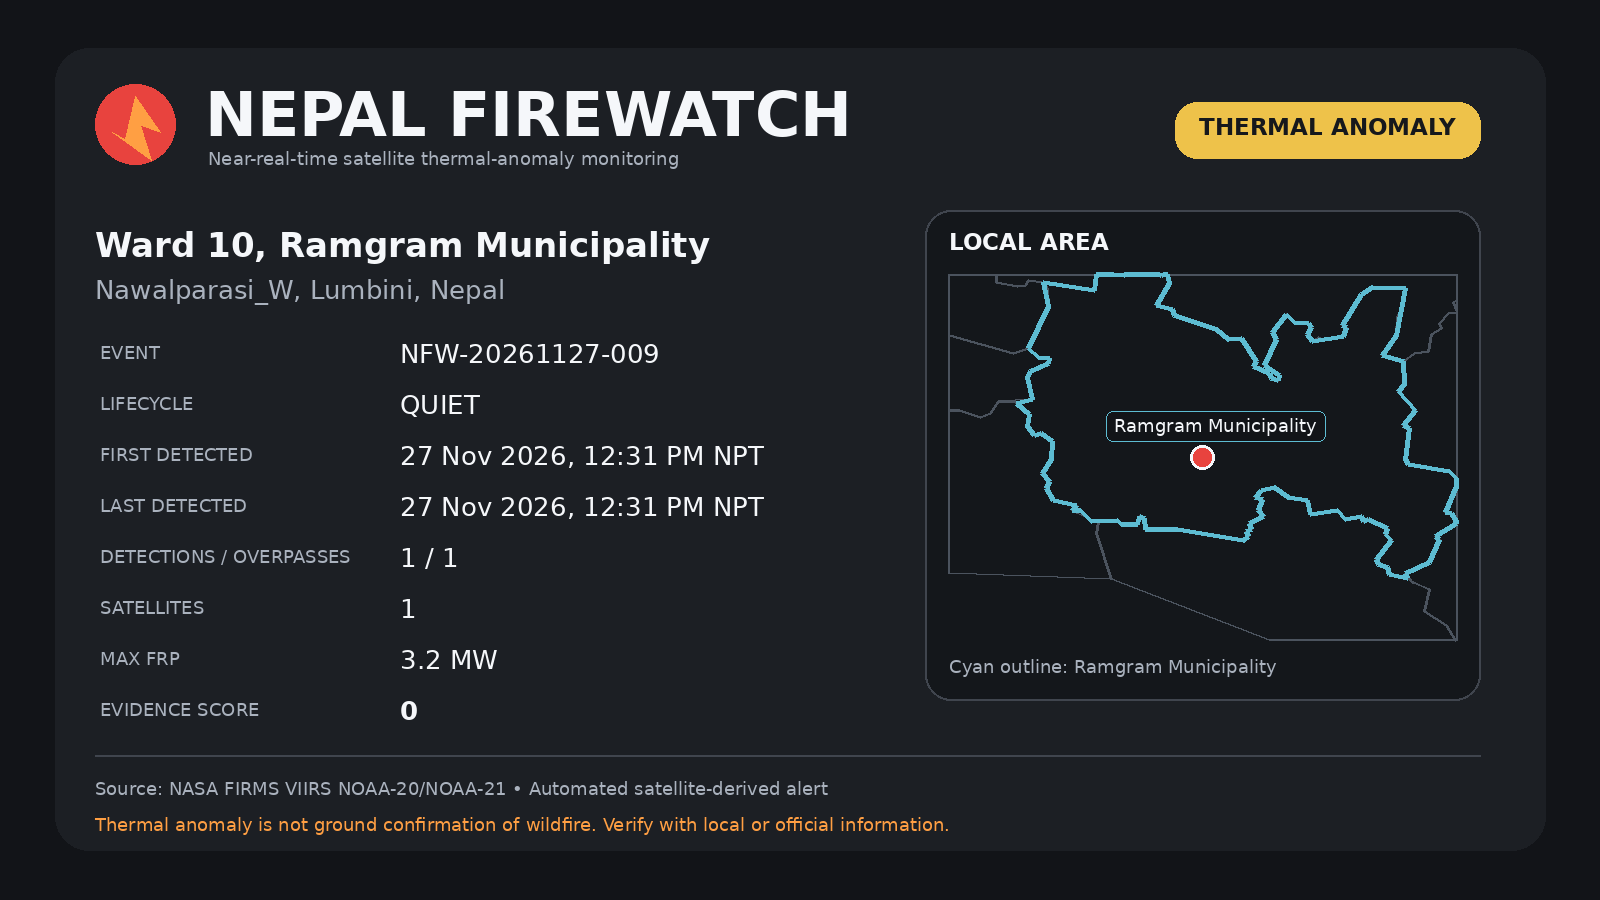 NEPAL FIREWATCH
Near-real-time satellite thermal-anomaly monitoring
THERMAL ANOMALY
Ward 10, Ramgram Municipality
Nawalparasi_W, Lumbini, Nepal
EVENT NFW-20261127-009
LIFECYCLE QUIET
FIRST DETECTED 27 Nov 2026, 12:31 PM NPT
LAST DETECTED 27 Nov 2026, 12:31 PM NPT
DETECTIONS / OVERPASSES 1 / 1
SATELLITES 1
MAX FRP 3.2 MW
EVIDENCE SCORE 0
LOCAL AREA
Ramgram Municipality
Cyan outline: Ramgram Municipality
Source: NASA FIRMS VIIRS NOAA-20/NOAA-21 • Automated satellite-derived alert
Thermal anomaly is not ground confirmation of wildfire. Verify with local or official information.